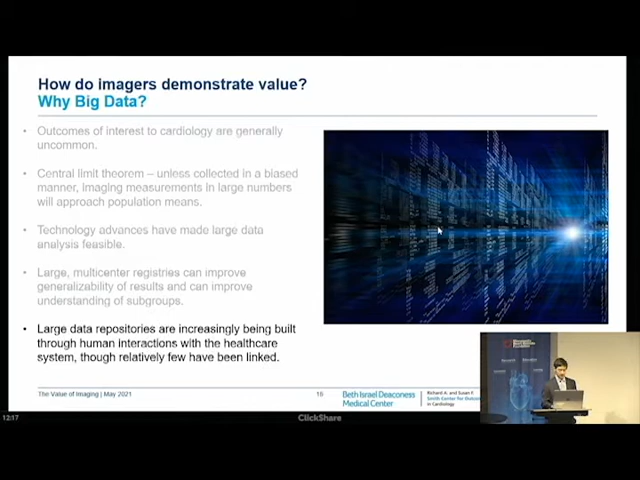 How do imagers demonstrate value?
Why Big Data?
• Outcomes of interest to cardiology are generally
uncommon.
• Central limit theorem – unless collected in a biased
manner, imaging measurements in large numbers
will approach population means.
• Technology advances have made large data
analysis feasible.
• Large, multicenter registries can improve
generalizability of results and can improve
understanding of subgroups.
• Large data repositories are increasingly being built
through human interactions with the healthcare
system, though relatively few have been linked.
The Value of Imaging | May 2021
Beth Israel Deaconess
Medical Center
Richard A. and Susan F.
Smith Center for
in Cardiology
12:17
ClickShare